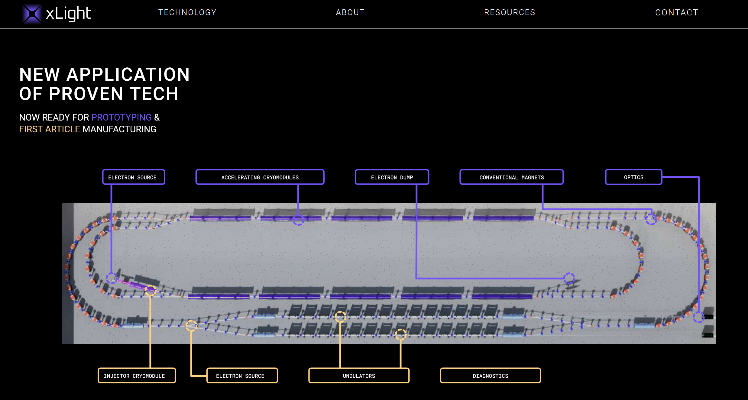 xLight
TECHNOLOGY
ABOUT
RESOURCES
CONTACT
NEW APPLICATION
OF PROVEN TECH
NOW READY FOR PROTOTYPING &
FIRST ARTICLE MANUFACTURING
ELECTRON SOURCE
ACCELERATING CRYOMODULES
ELECTRON DUMP
CONVENTIONAL MAGNETS
OPTICS
INJECTOR CRYOMODULE
ELECTRON SOURCE
UNDULATORS
DIAGNOSTICS